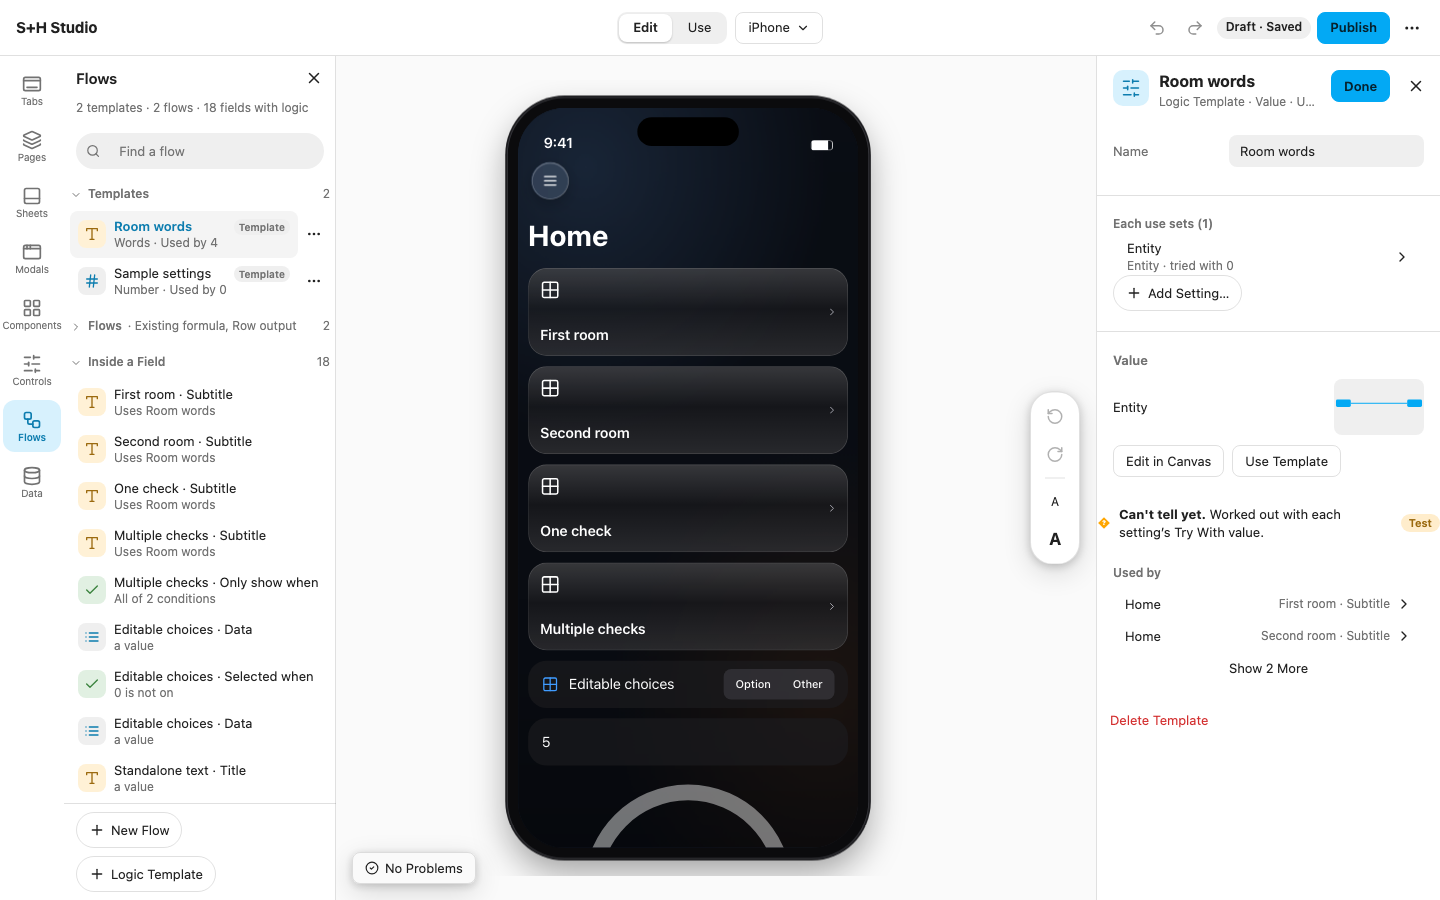 S+H Studio
Edit
Use
iPhone
Draft · Saved
Publish
Tabs
Pages
Sheets
Modals
Components
Controls
Flows
Data
Flows
2 templates · 2 flows · 18 fields with logic
Find a flow
Templates 2
Room words Template
Words · Used by 4
Sample settings Template
Number · Used by 0
Flows · Existing formula, Row output 2
Inside a Field 18
First room · Subtitle
Uses Room words
Second room · Subtitle
Uses Room words
One check · Subtitle
Uses Room words
Multiple checks · Subtitle
Uses Room words
Multiple checks · Only show when
All of 2 conditions
Editable choices · Data
a value
Editable choices · Selected when
0 is not on
Editable choices · Data
a value
Standalone text · Title
a value
New Flow
Logic Template
9:41
Home
First room
Second room
One check
Multiple checks
Editable choices Option Other
5
No Problems
A
A
Room words
Logic Template · Value · U...
Done
Name Room words
Each use sets (1)
Entity
Entity · tried with 0
Add Setting...
Value
Entity
Edit in Canvas
Use Template
Can't tell yet. Worked out with each
setting's Try With value.
Test
Used by
Home First room · Subtitle
Home Second room · Subtitle
Show 2 More
Delete Template